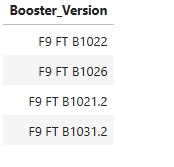 Booster_Version
F9 FT B1022
F9 FT B1026
F9 FT B1021.2
F9 FT B1031.2